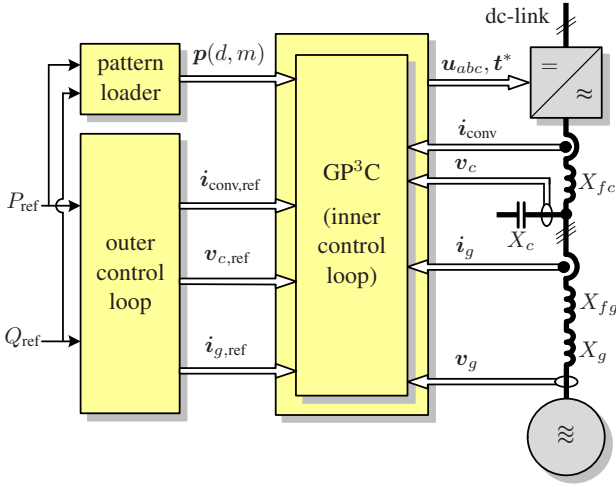 dc-link
pattern
loader
p(d, m)
u_abc, t*
=
≈
i_conv
v_c
X_fc
GP³C
(inner
control
loop)
i_conv,ref
P_ref
X_c
outer
control
loop
v_c,ref
i_g
X_fg
Q_ref
i_g,ref
X_g
v_g
≋